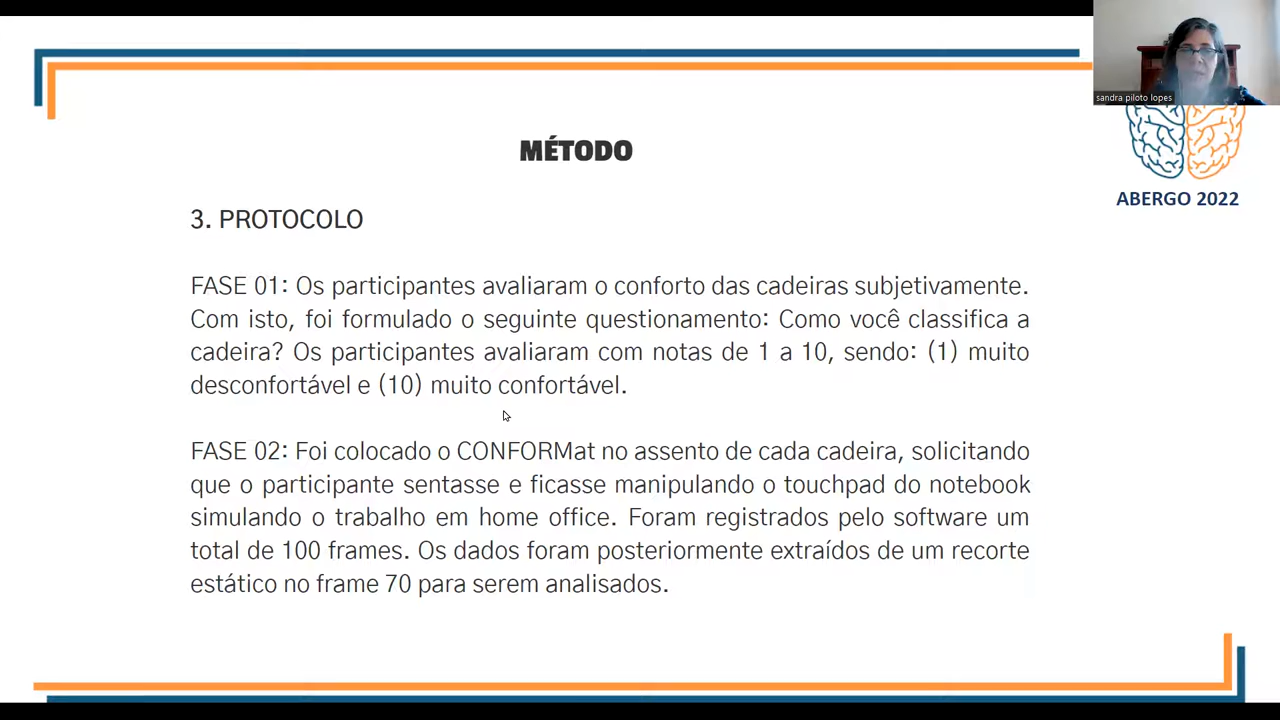 sandra piloto lopes
ABERGO 2022
MÉTODO
3. PROTOCOLO
FASE 01: Os participantes avaliaram o conforto das cadeiras subjetivamente.
Com isto, foi formulado o seguinte questionamento: Como você classifica a
cadeira? Os participantes avaliaram com notas de 1 a 10, sendo: (1) muito
desconfortável e (10) muito confortável.
FASE 02: Foi colocado o CONFORMat no assento de cada cadeira, solicitando
que o participante sentasse e ficasse manipulando o touchpad do notebook
simulando o trabalho em home office. Foram registrados pelo software um
total de 100 frames. Os dados foram posteriormente extraídos de um recorte
estático no frame 70 para serem analisados.